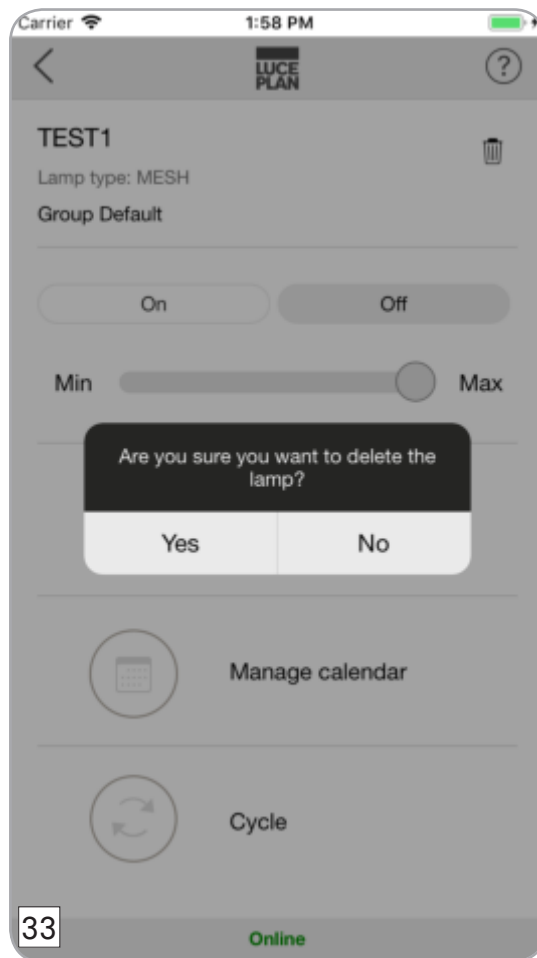 Carrier 1:58 PM
LUCE
PLAN
?
TEST1
Lamp type: MESH
Group Default
On Off
Min Max
Are you sure you want to delete the
lamp?
Yes No
Manage calendar
Cycle
33
Online